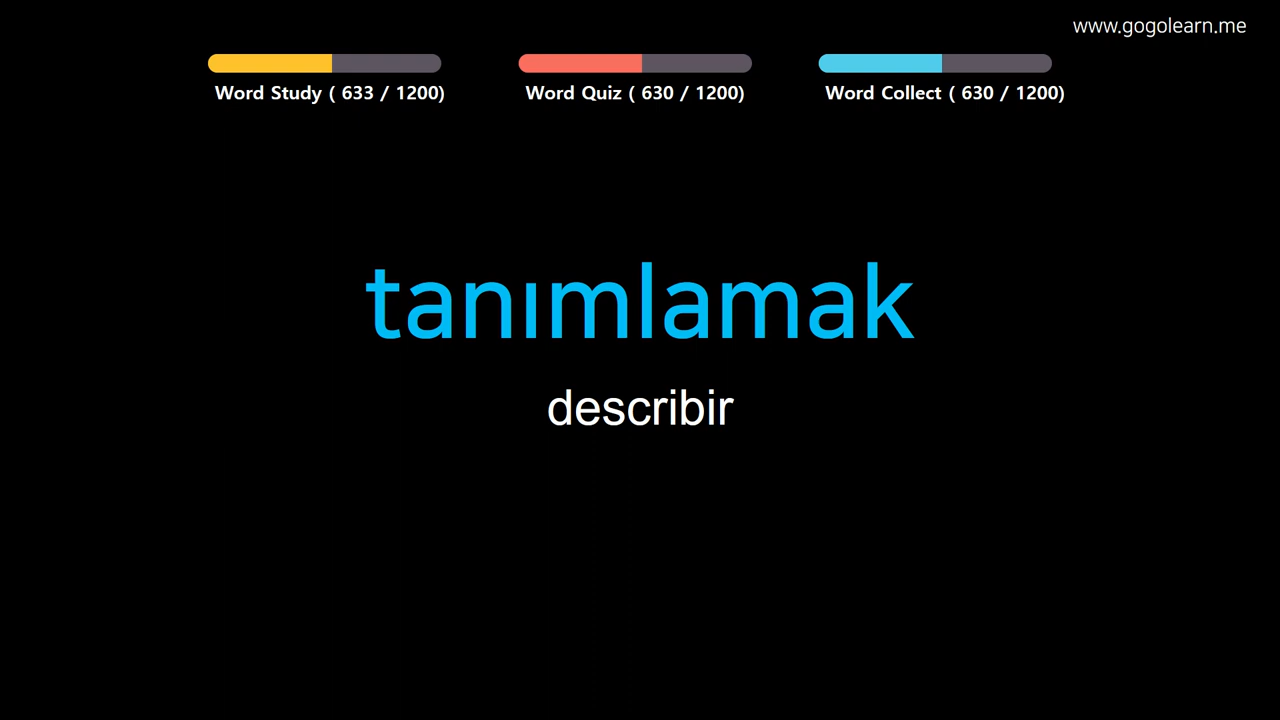 www.gogolearn.me
Word Study ( 633 / 1200)
Word Quiz ( 630 / 1200)
Word Collect ( 630 / 1200)
tanımlamak
describir